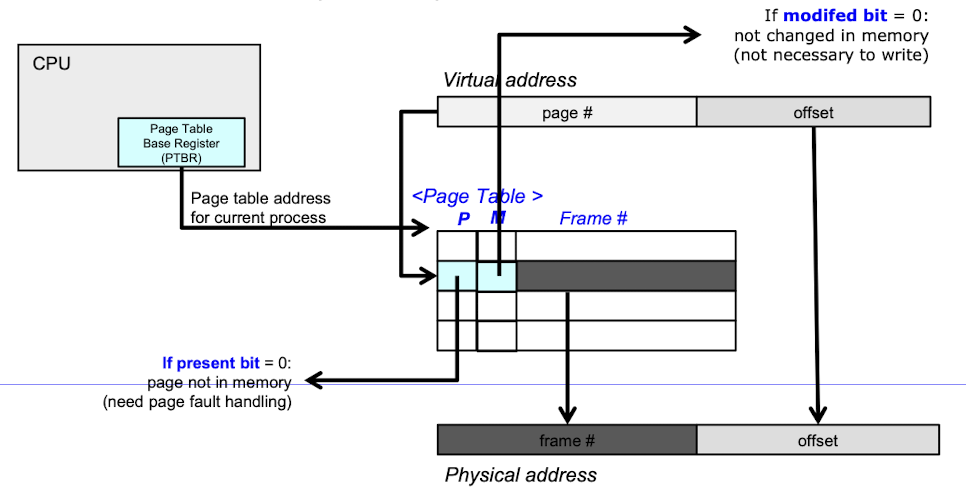 If modifed bit = 0:
not changed in memory
(not necessary to write)
CPU
Virtual address
page #
offset
Page Table
Base Register
(PTBR)
Page table address
for current process
<Page Table >
P
M
Frame #
If present bit = 0:
page not in memory
(need page fault handling)
frame #
offset
Physical address